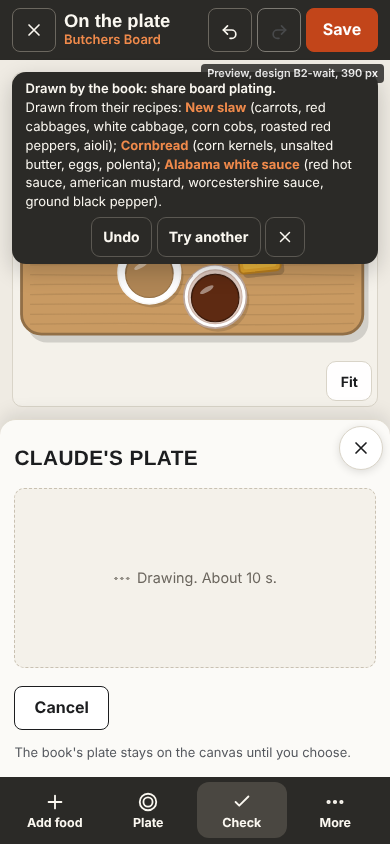 On the plate
Butchers Board
Save
Preview, design B2-wait, 390 px
Drawn by the book: share board plating.
Drawn from their recipes: New slaw (carrots, red
cabbages, white cabbage, corn cobs, roasted red
peppers, aioli); Cornbread (corn kernels, unsalted
butter, eggs, polenta); Alabama white sauce (red hot
sauce, american mustard, worcestershire sauce,
ground black pepper).
Undo
Try another
Fit
CLAUDE'S PLATE
Drawing. About 10 s.
Cancel
The book's plate stays on the canvas until you choose.
Add food
Plate
Check
More